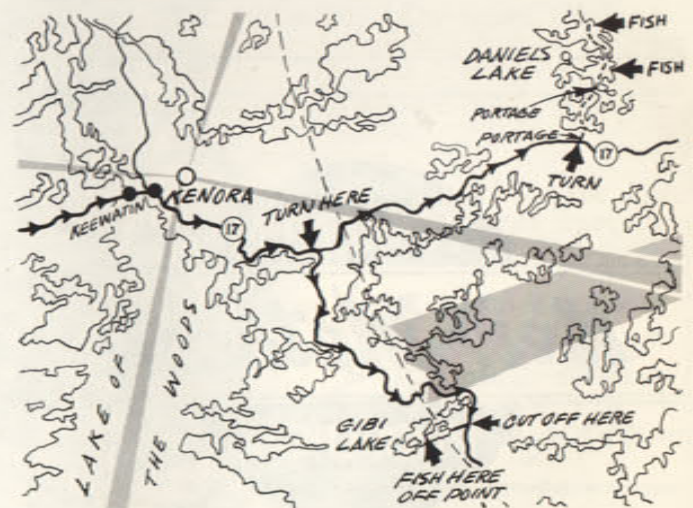 FISH
DANIELS
LAKE
FISH
PORTAGE
PORTAGE
17
TURN
KENORA
KEEWATIN
TURN HERE
17
LAKE OF
THE WOODS
GIBI
LAKE
CUT OFF HERE
FISH HERE
OFF POINT